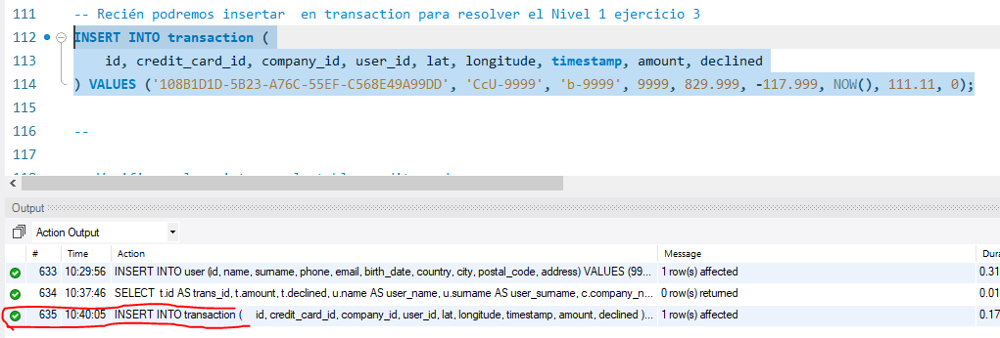 111 -- Recién podremos insertar en transaction para resolver el Nivel 1 ejercicio 3
112 INSERT INTO transaction (
113 id, credit_card_id, company_id, user_id, lat, longitude, timestamp, amount, declined
114 ) VALUES ('108B1D1D-5B23-A76C-55EF-C568E49A99DD', 'CcU-9999', 'b-9999', 9999, 829.999, -117.999, NOW(), 111.11, 0);
115
116 --
117
Output
Action Output
# Time Action Message Dura
633 10:29:56 INSERT INTO user (id, name, surname, phone, email, birth_date, country, city, postal_code, address) VALUES (99... 1 row(s) affected 0.31
634 10:37:46 SELECT t.id AS trans_id, t.amount, t.declined, u.name AS user_name, u.surname AS user_surname, c.company_n... 0 row(s) returned 0.01
635 10:40:05 INSERT INTO transaction ( id, credit_card_id, company_id, user_id, lat, longitude, timestamp, amount, declined )... 1 row(s) affected 0.17